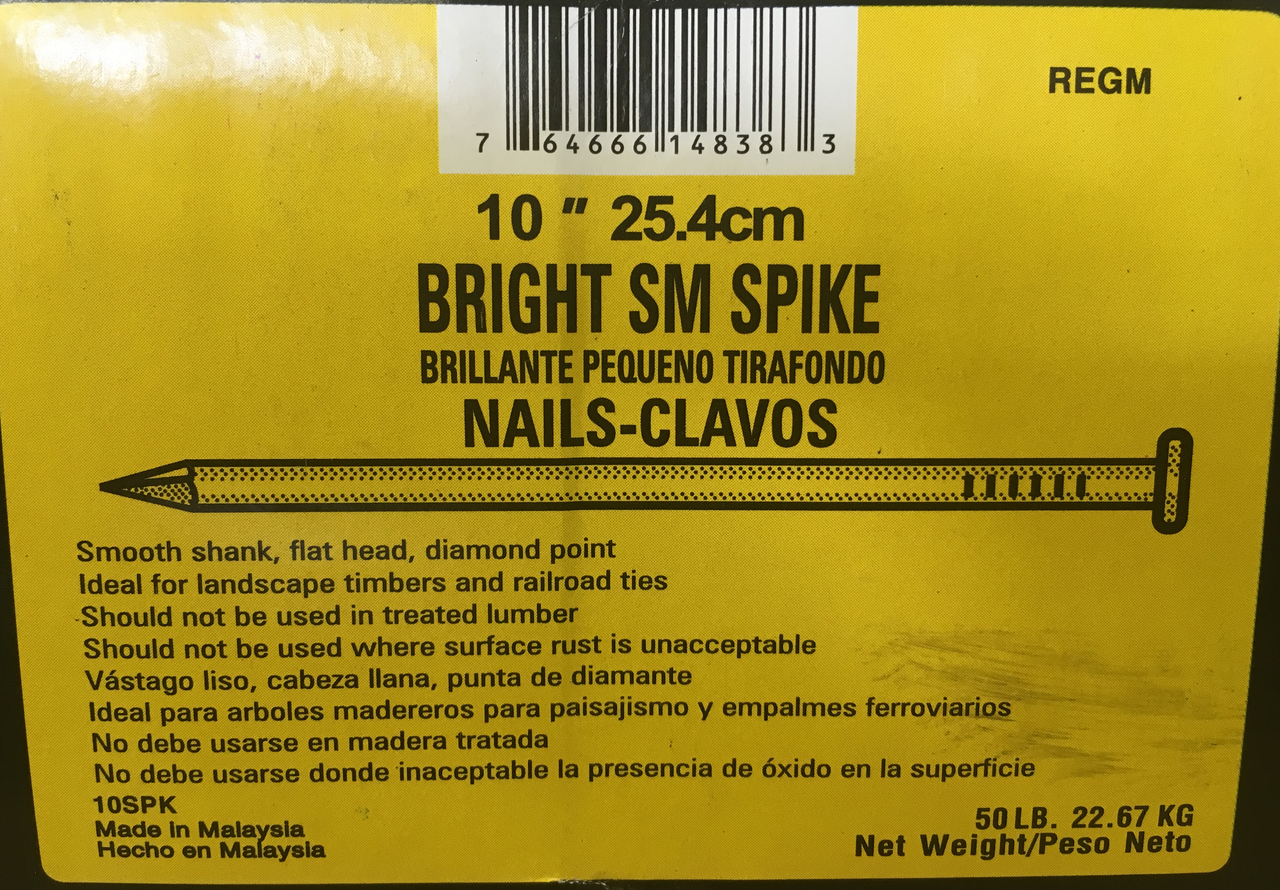 7 64666 14838 3
REGM
10 " 25.4cm
BRIGHT SM SPIKE
BRILLANTE PEQUENO TIRAFONDO
NAILS-CLAVOS
Smooth shank, flat head, diamond point
Ideal for landscape timbers and railroad ties
Should not be used in treated lumber
Should not be used where surface rust is unacceptable
Vástago liso, cabeza llana, punta de diamante
Ideal para arboles madereros para paisajismo y empalmes ferroviarios
No debe usarse en madera tratada
No debe usarse donde inaceptable la presencia de óxido en la superficie
10SPK
Made in Malaysia
Hecho en Malaysia
50 LB. 22.67 KG
Net Weight/Peso Neto